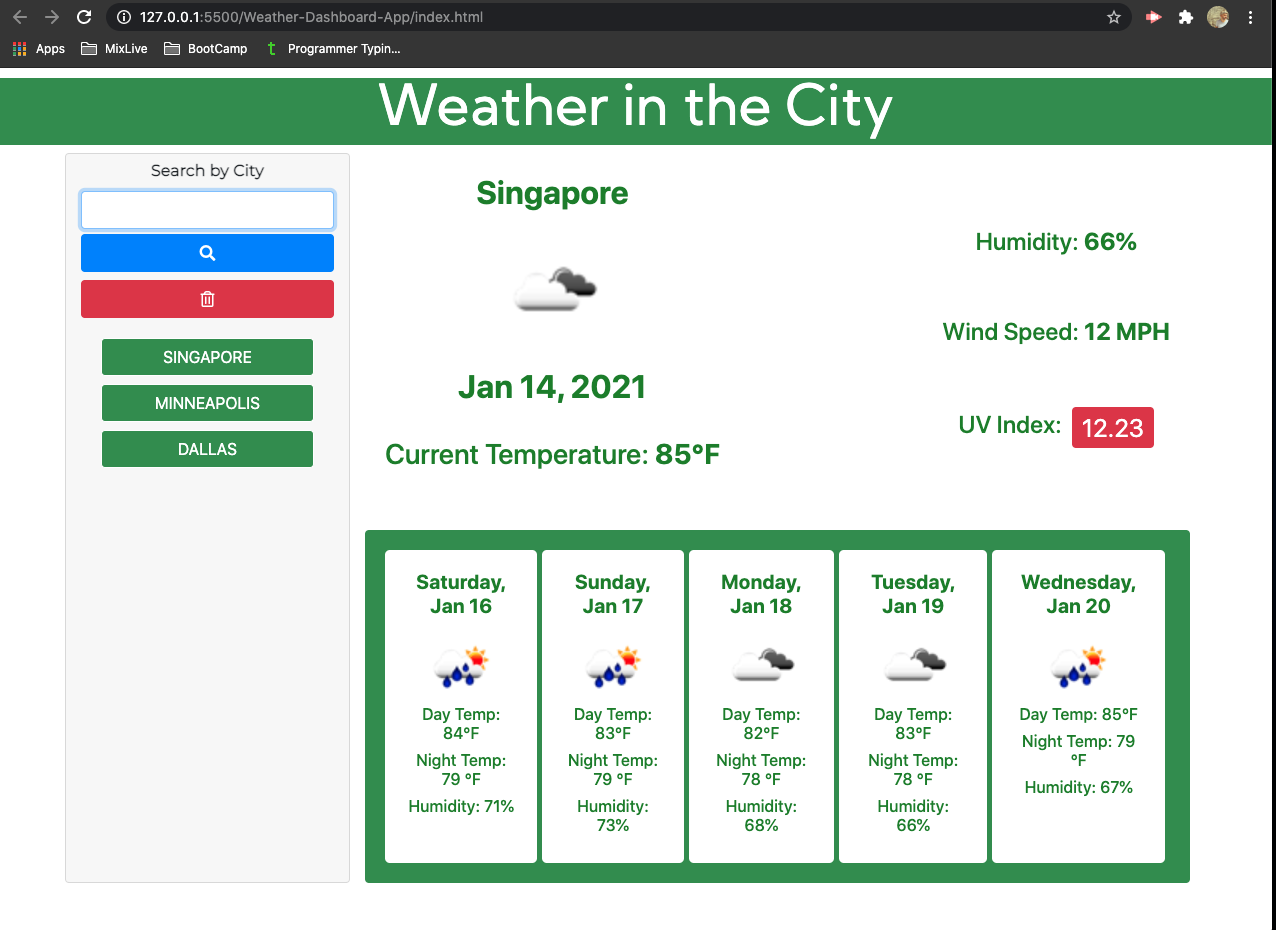 127.0.0.1:5500/Weather-Dashboard-App/index.html
Apps MixLive BootCamp t Programmer Typin...
Weather in the City
Search by City
SINGAPORE
MINNEAPOLIS
DALLAS
Singapore
Jan 14, 2021
Current Temperature: 85°F
Humidity: 66%
Wind Speed: 12 MPH
UV Index: 12.23
Saturday,
Jan 16
Day Temp:
84°F
Night Temp:
79 °F
Humidity: 71%
Sunday,
Jan 17
Day Temp:
83°F
Night Temp:
79 °F
Humidity:
73%
Monday,
Jan 18
Day Temp:
82°F
Night Temp:
78 °F
Humidity:
68%
Tuesday,
Jan 19
Day Temp:
83°F
Night Temp:
78 °F
Humidity:
66%
Wednesday,
Jan 20
Day Temp: 85°F
Night Temp: 79
°F
Humidity: 67%